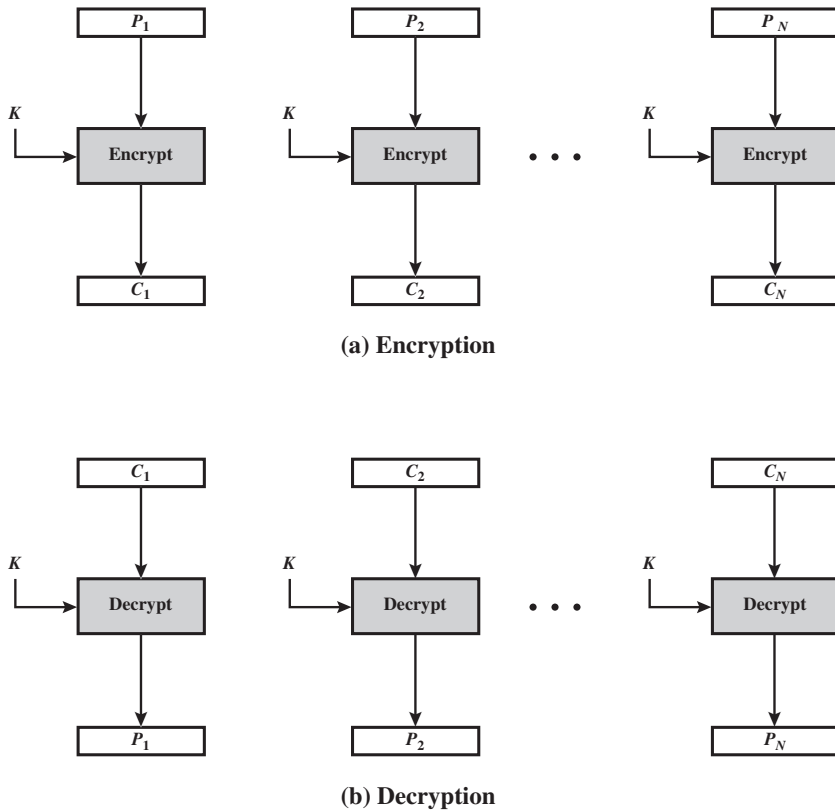 P1 P2 PN
K K K
Encrypt Encrypt • • • Encrypt
C1 C2 CN
(a) Encryption
C1 C2 CN
K K K
Decrypt Decrypt • • • Decrypt
P1 P2 PN
(b) Decryption